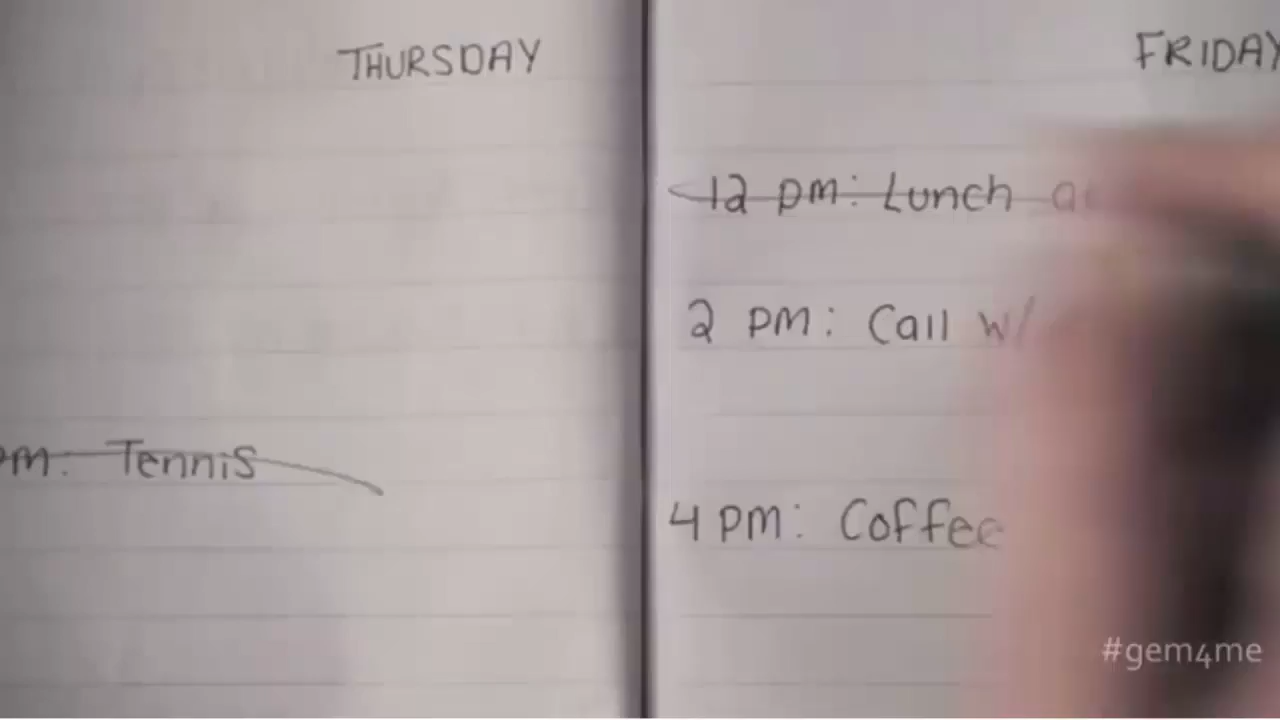 THURSDAY
pm: Tennis
FRIDAY
12 pm: Lunch
2 pm: Call w/
4 pm: Coffee
#gem4me